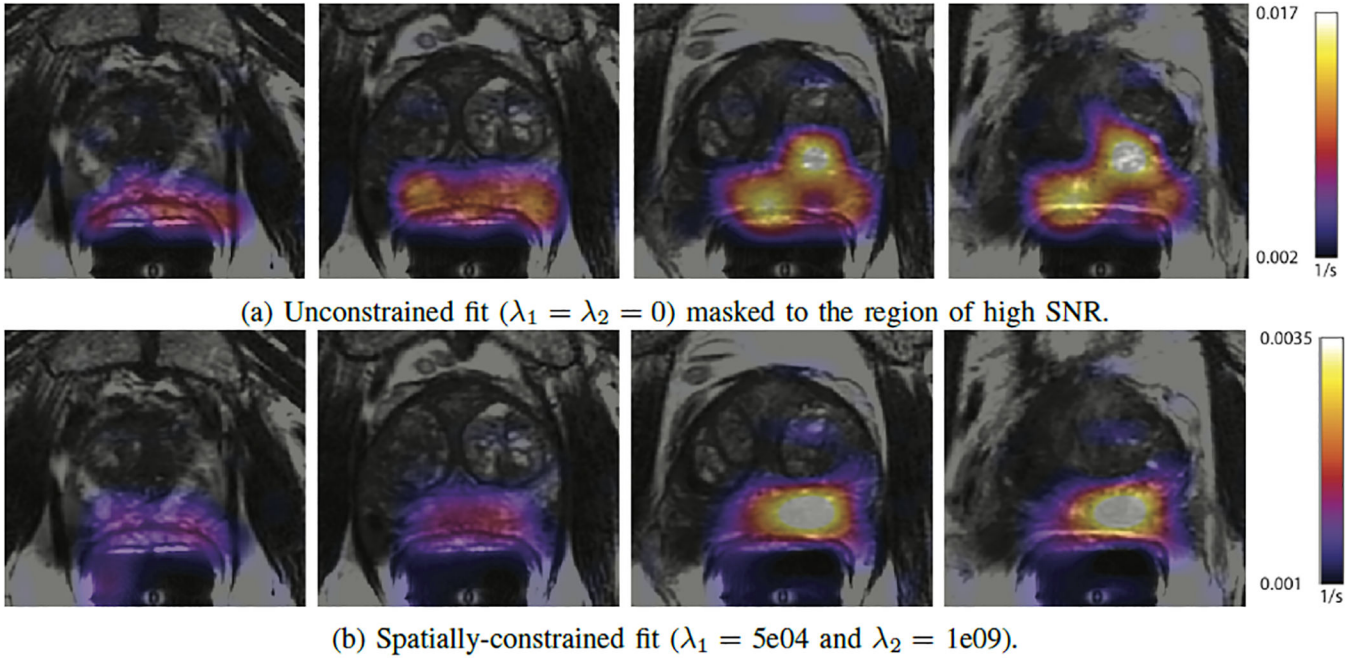 0.017
0.002
1/s
(a) Unconstrained fit (λ₁ = λ₂ = 0) masked to the region of high SNR.
0.0035
0.001
1/s
(b) Spatially-constrained fit (λ₁ = 5e04 and λ₂ = 1e09).